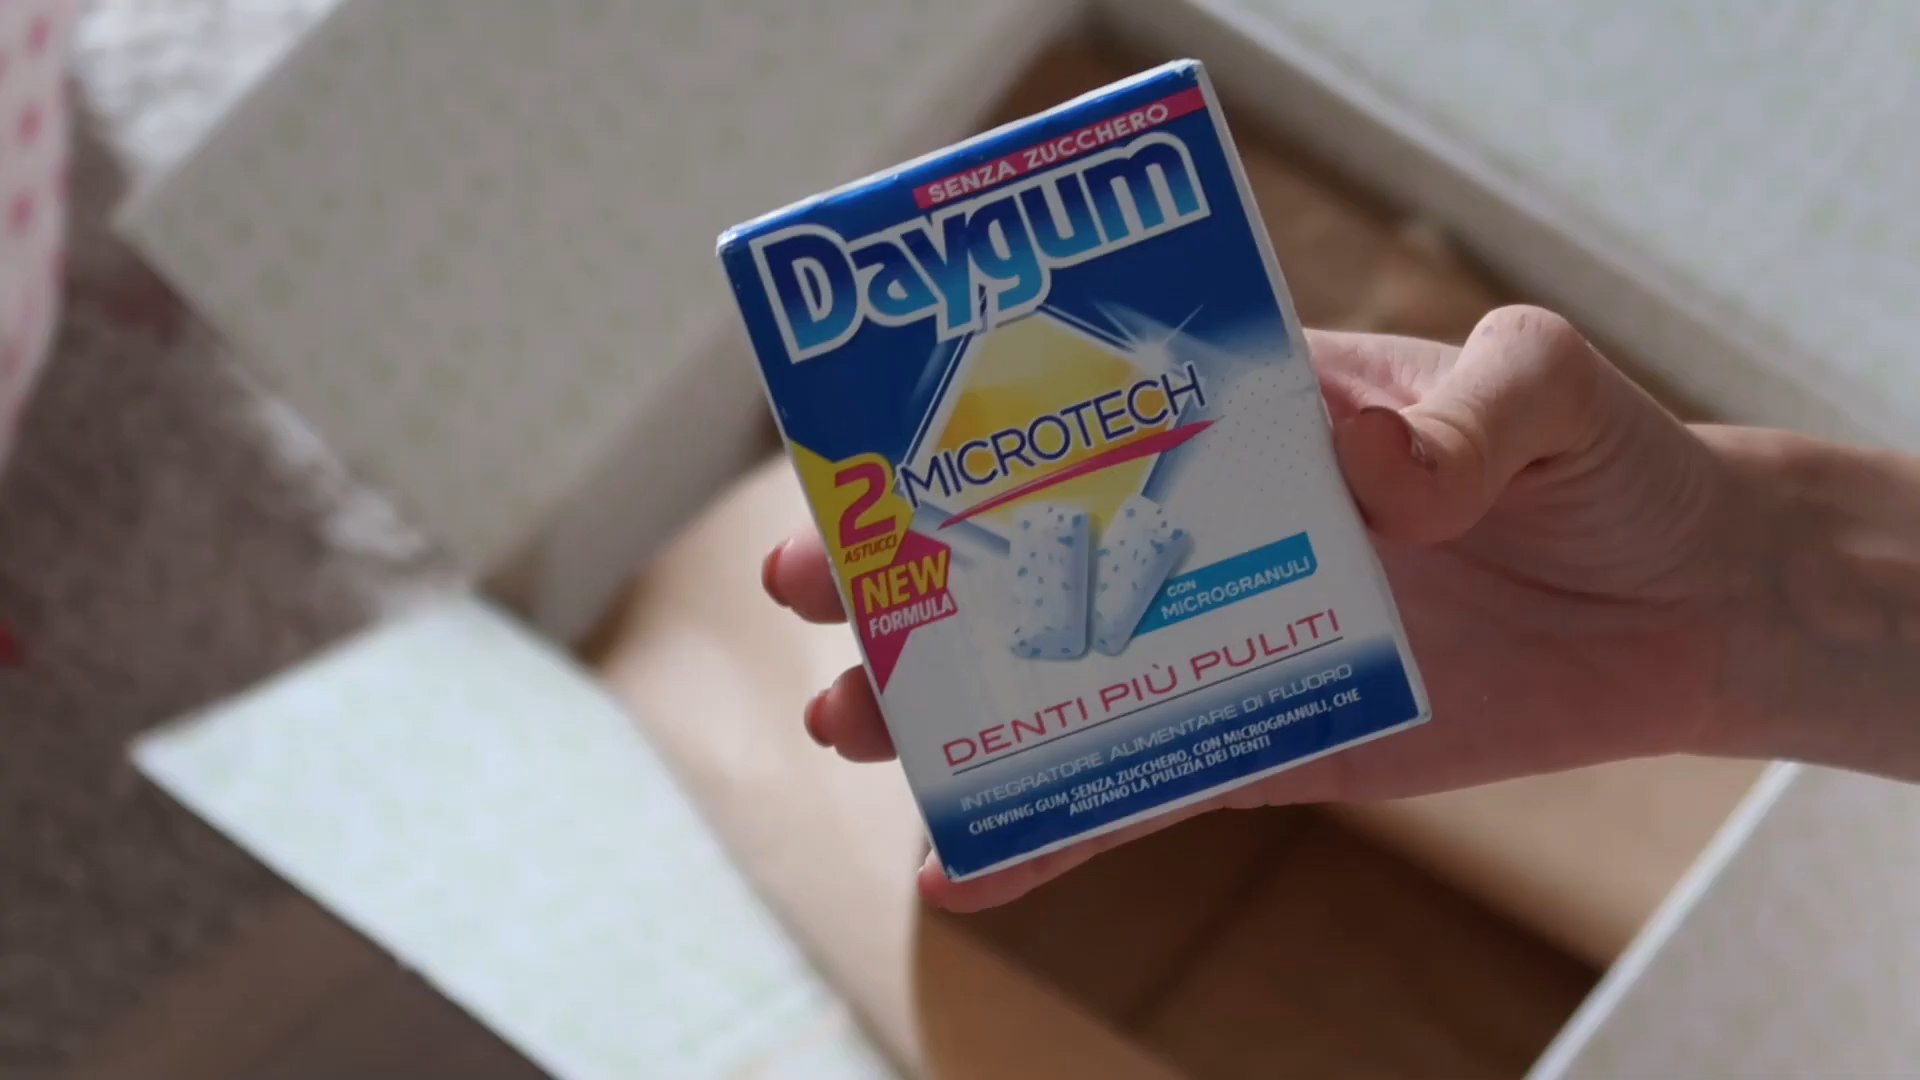 SENZA ZUCCHERO
Daygum
MICROTECH
2
ASTUCCI
NEW
FORMULA
CON
MICROGRANULI
DENTI PIÙ PULITI
INTEGRATORE ALIMENTARE DI FLUORO
CHEWING GUM SENZA ZUCCHERO, CON MICROGRANULI, CHE
AIUTANO LA PULIZIA DEI DENTI